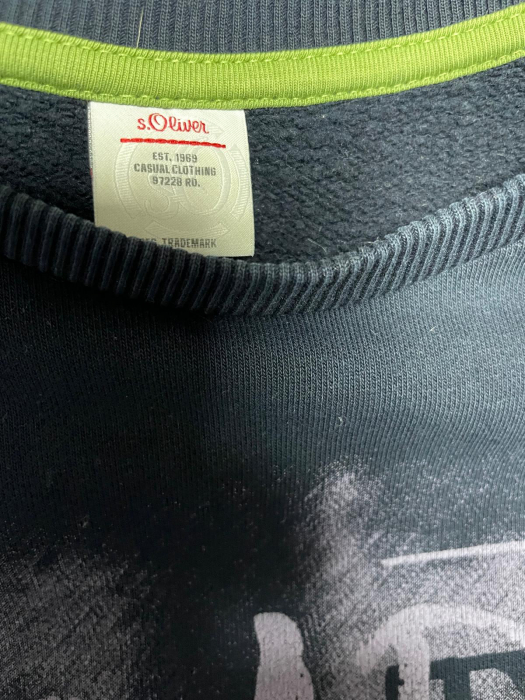 s.Oliver
EST. 1969
CASUAL CLOTHING
97228 RO.
TRADEMARK